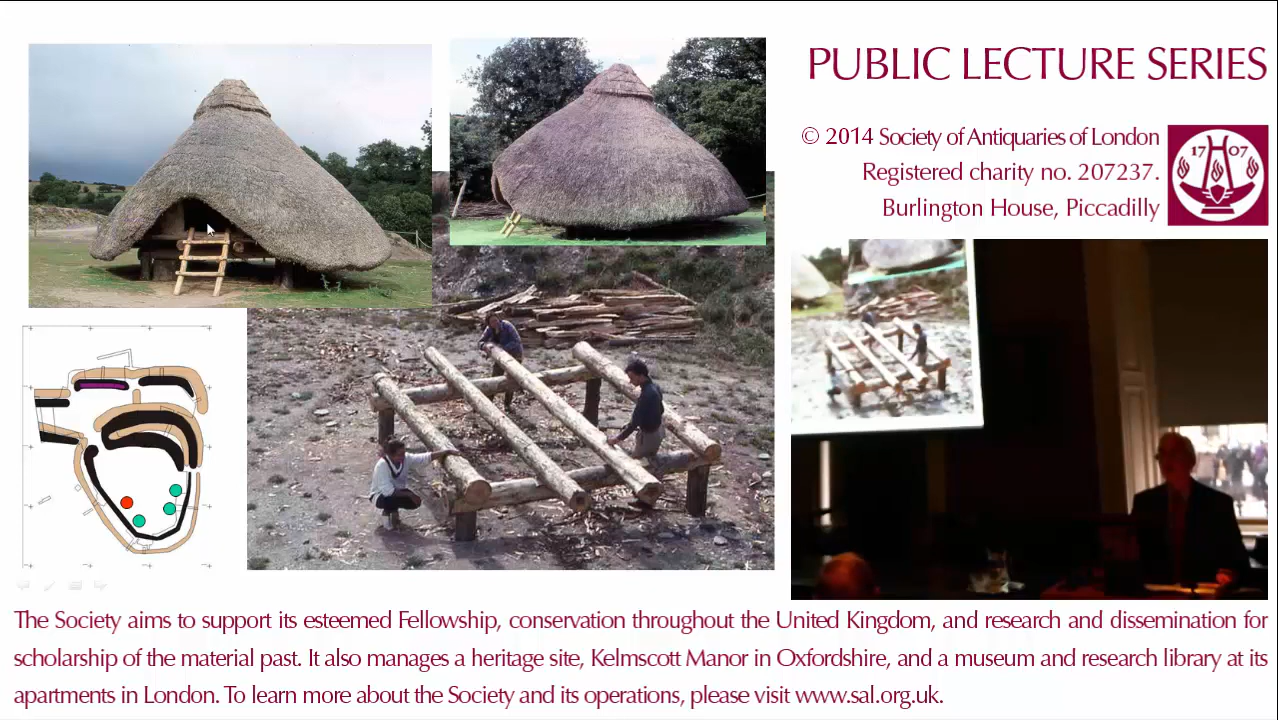 PUBLIC LECTURE SERIES
© 2014 Society of Antiquaries of London
Registered charity no. 207237.
Burlington House, Piccadilly
17 07
The Society aims to support its esteemed Fellowship, conservation throughout the United Kingdom, and research and dissemination for
scholarship of the material past. It also manages a heritage site, Kelmscott Manor in Oxfordshire, and a museum and research library at its
apartments in London. To learn more about the Society and its operations, please visit www.sal.org.uk.